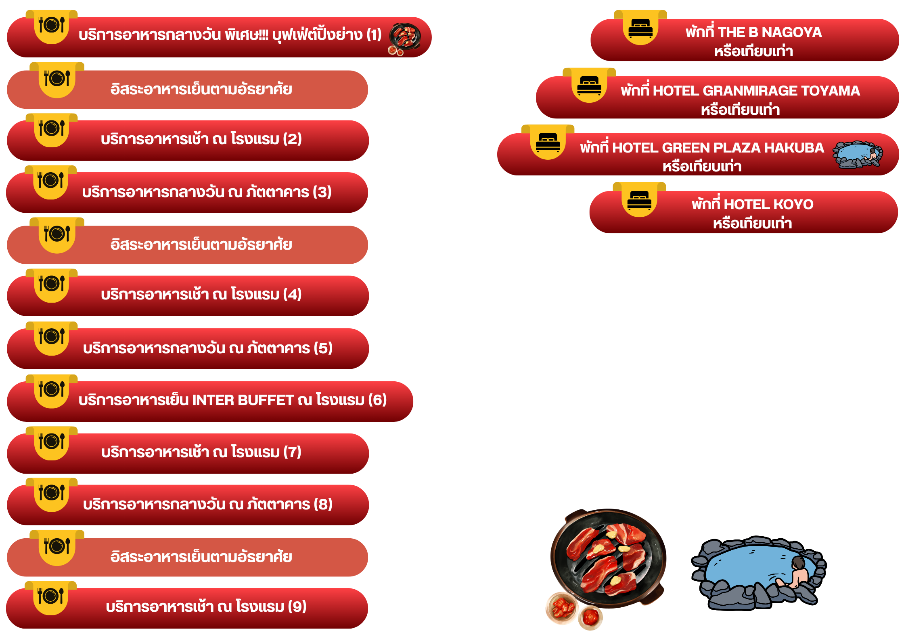 บริการอาหารกลางวัน พิเศษ!!! บุฟเฟ่ต์ปิ้งย่าง (1)
อิสระอาหารเย็นตามอัธยาศัย
บริการอาหารเช้า ณ โรงแรม (2)
บริการอาหารกลางวัน ณ ภัตตาคาร (3)
อิสระอาหารเย็นตามอัธยาศัย
บริการอาหารเช้า ณ โรงแรม (4)
บริการอาหารกลางวัน ณ ภัตตาคาร (5)
บริการอาหารเย็น INTER BUFFET ณ โรงแรม (6)
บริการอาหารเช้า ณ โรงแรม (7)
บริการอาหารกลางวัน ณ ภัตตาคาร (8)
อิสระอาหารเย็นตามอัธยาศัย
บริการอาหารเช้า ณ โรงแรม (9)
พักที่ THE B NAGOYA
หรือเทียบเท่า
พักที่ HOTEL GRANMIRAGE TOYAMA
หรือเทียบเท่า
พักที่ HOTEL GREEN PLAZA HAKUBA
หรือเทียบเท่า
พักที่ HOTEL KOYO
หรือเทียบเท่า